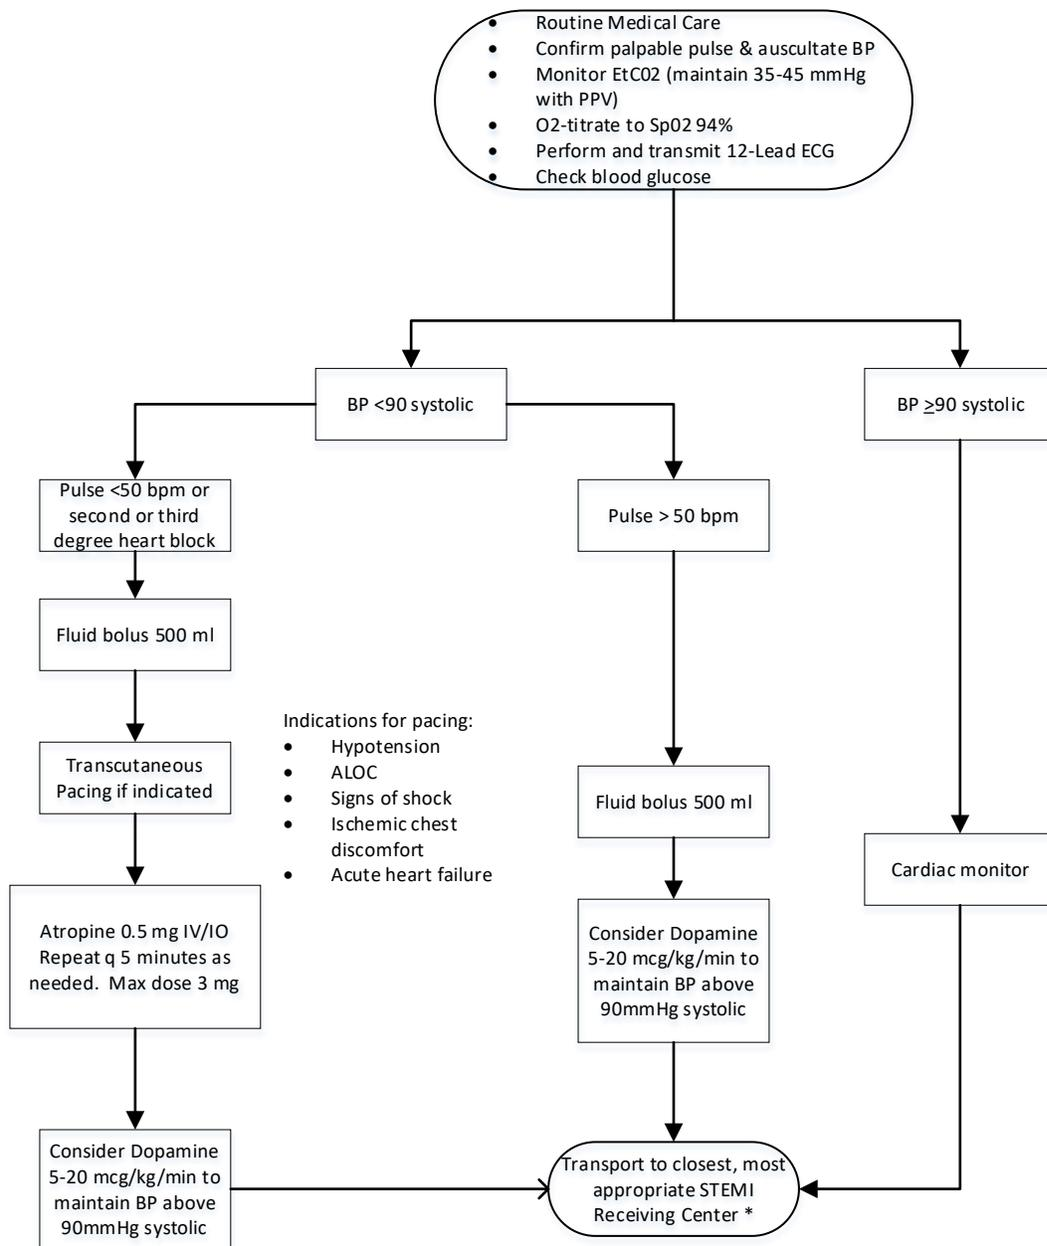 • Routine Medical Care
• Confirm palpable pulse & auscultate BP
• Monitor EtC02 (maintain 35-45 mmHg
with PPV)
• O2-titrate to Sp02 94%
• Perform and transmit 12-Lead ECG
• Check blood glucose
BP <90 systolic
BP ≥90 systolic
Pulse <50 bpm or
second or third
degree heart block
Pulse > 50 bpm
Fluid bolus 500 ml
Transcutaneous
Pacing if indicated
Indications for pacing:
• Hypotension
• ALOC
• Signs of shock
• Ischemic chest
discomfort
• Acute heart failure
Fluid bolus 500 ml
Cardiac monitor
Atropine 0.5 mg IV/IO
Repeat q 5 minutes as
needed. Max dose 3 mg
Consider Dopamine
5-20 mcg/kg/min to
maintain BP above
90mmHg systolic
Consider Dopamine
5-20 mcg/kg/min to
maintain BP above
90mmHg systolic
Transport to closest, most
appropriate STEMI
Receiving Center *